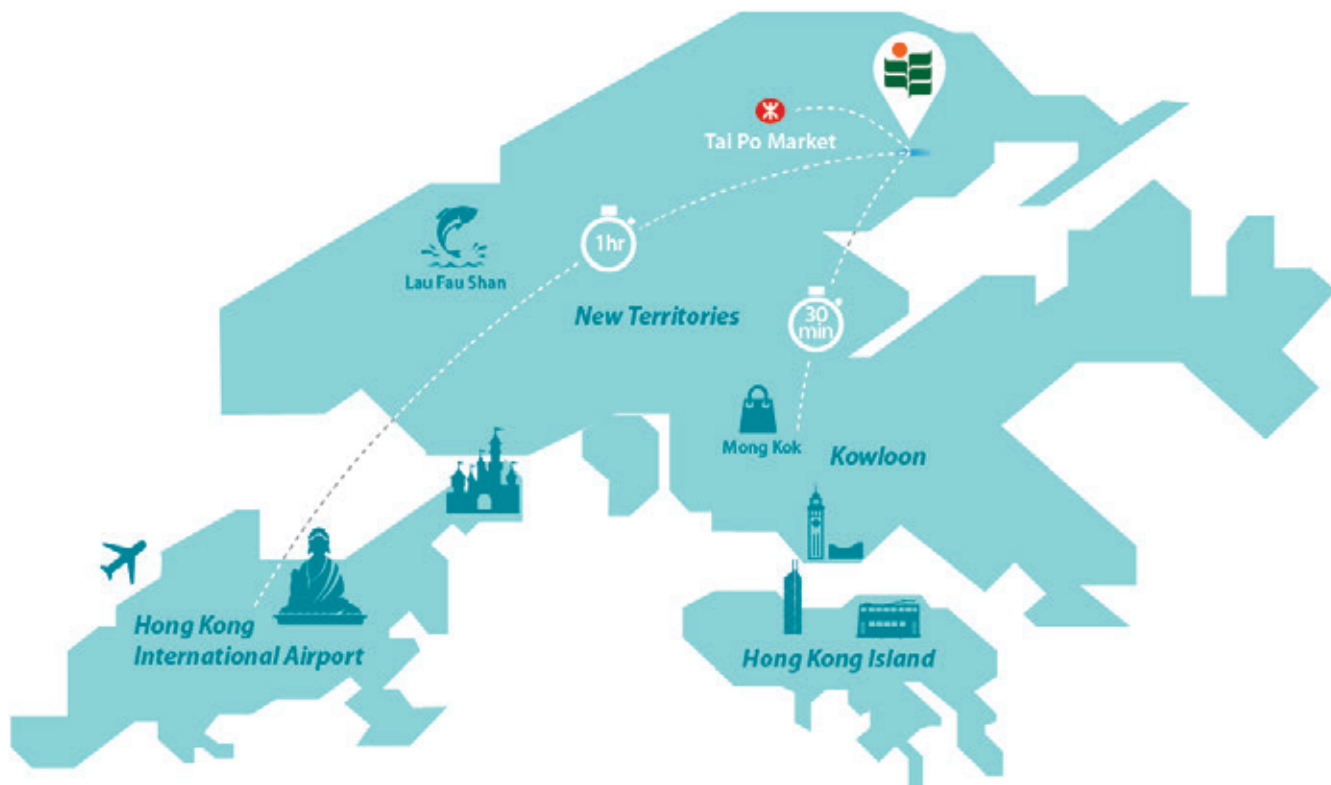 Tai Po Market
1hr
Lau Fau Shan
New Territories
30
min
Mong Kok
Kowloon
Hong Kong
International Airport
Hong Kong Island